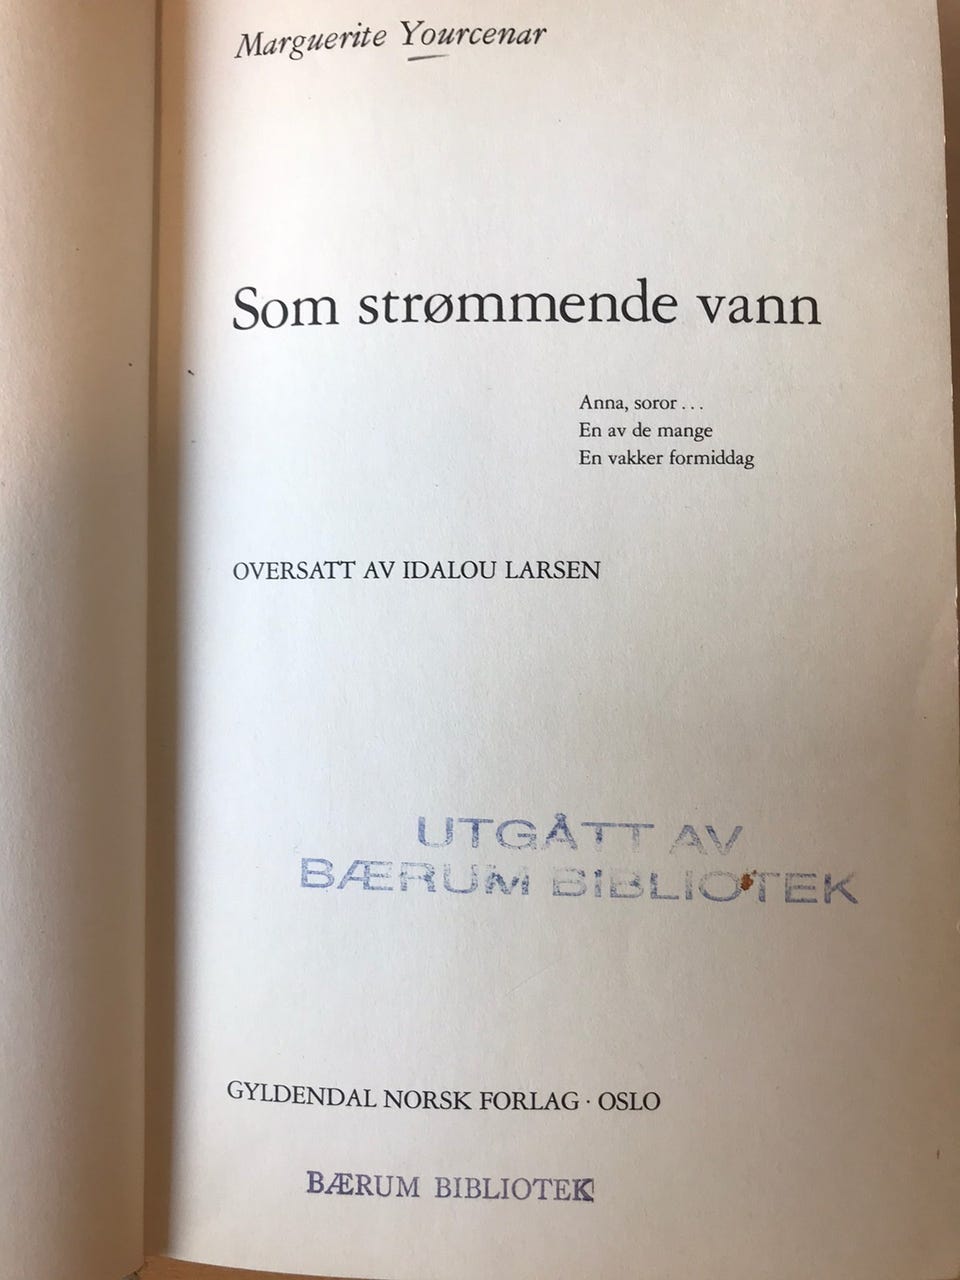 Marguerite Yourcenar
Som strømmende vann
Anna, soror . . .
En av de mange
En vakker formiddag
OVERSATT AV IDALOU LARSEN
UTGÅTT AV
BÆRUM BIBLIOTEK
GYLDENDAL NORSK FORLAG · OSLO
BÆRUM BIBLIOTEK